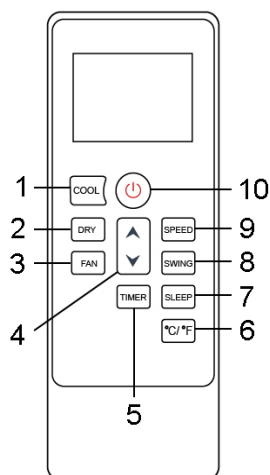 1 COOL 10
2 DRY SPEED 9
3 FAN SWING 8
4 TIMER SLEEP 7
°C/°F 6
5